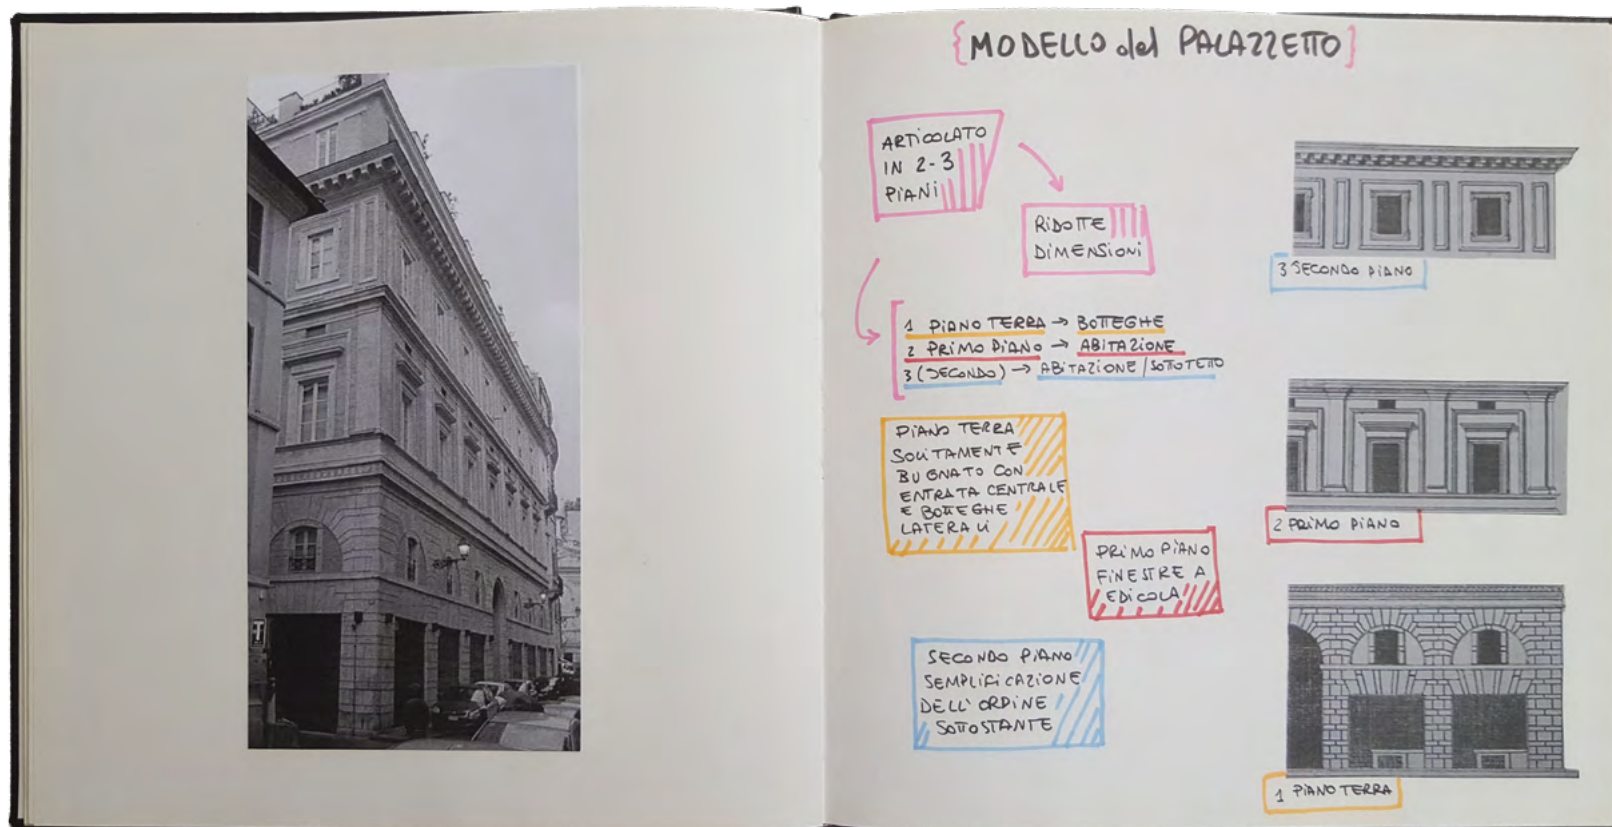 {MODELLO del PALAZZETTO}
ARTICOLATO
IN 2-3
PIANI
RIDOTTE
DIMENSIONI
1 PIANO TERRA → BOTTEGHE
2 PRIMO PIANO → ABITAZIONE
3 (SECONDO) → ABITAZIONE/SOTTOTETTO
PIANO TERRA
SOLITAMENTE
BUGNATO CON
ENTRATA CENTRALE
E BOTTEGHE
LATERALI
PRIMO PIANO
FINESTRE A
EDICOLA
SECONDO PIANO
SEMPLIFICAZIONE
DELL'ORDINE
SOTTOSTANTE
3 SECONDO PIANO
2 PRIMO PIANO
1 PIANO TERRA